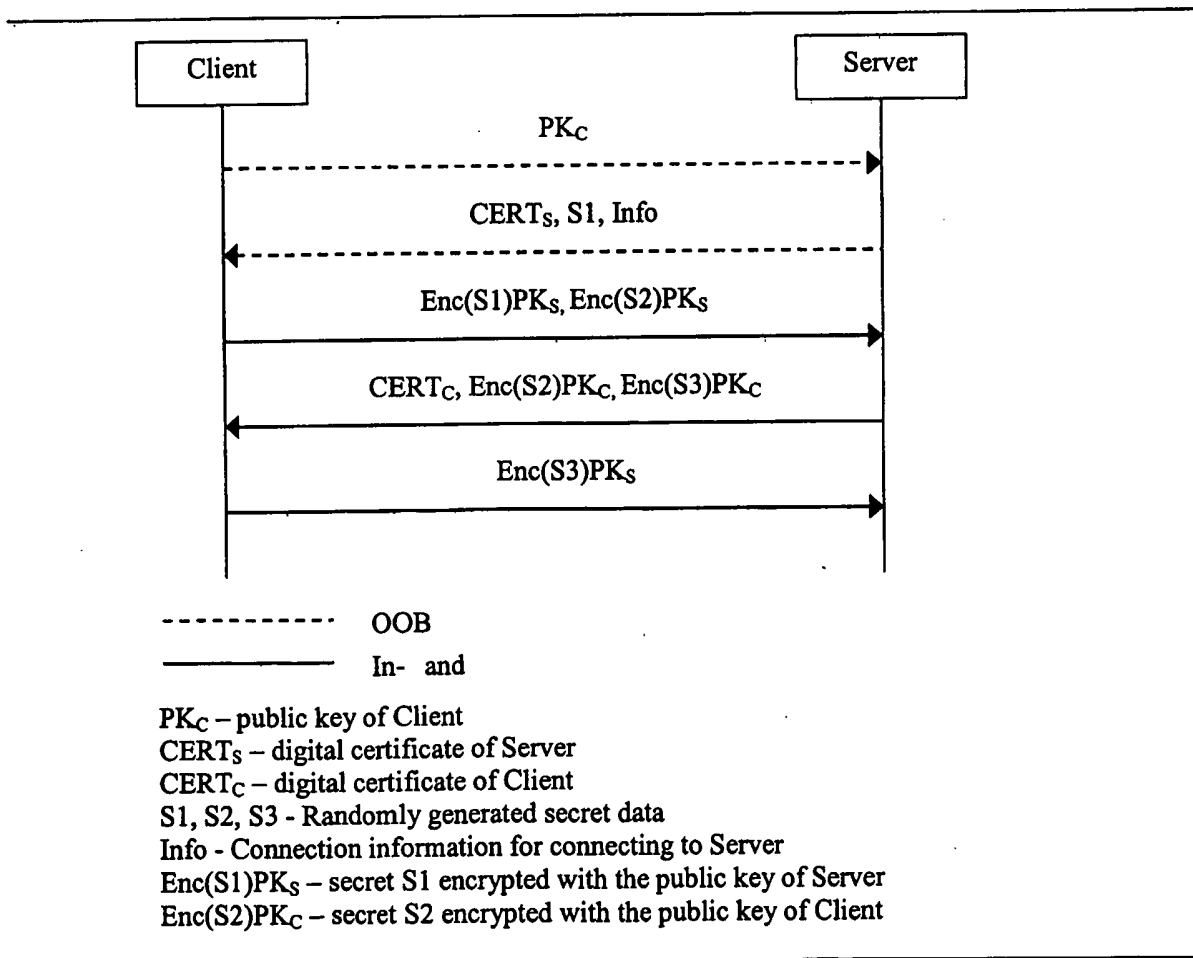 Client
Server
PKC
CERTS, S1, Info
Enc(S1)PKS, Enc(S2)PKS
CERTC, Enc(S2)PKC, Enc(S3)PKC
Enc(S3)PKS
OOB
In- and
PKC – public key of Client
CERTS – digital certificate of Server
CERTC – digital certificate of Client
S1, S2, S3 - Randomly generated secret data
Info - Connection information for connecting to Server
Enc(S1)PKS – secret S1 encrypted with the public key of Server
Enc(S2)PKC – secret S2 encrypted with the public key of Client